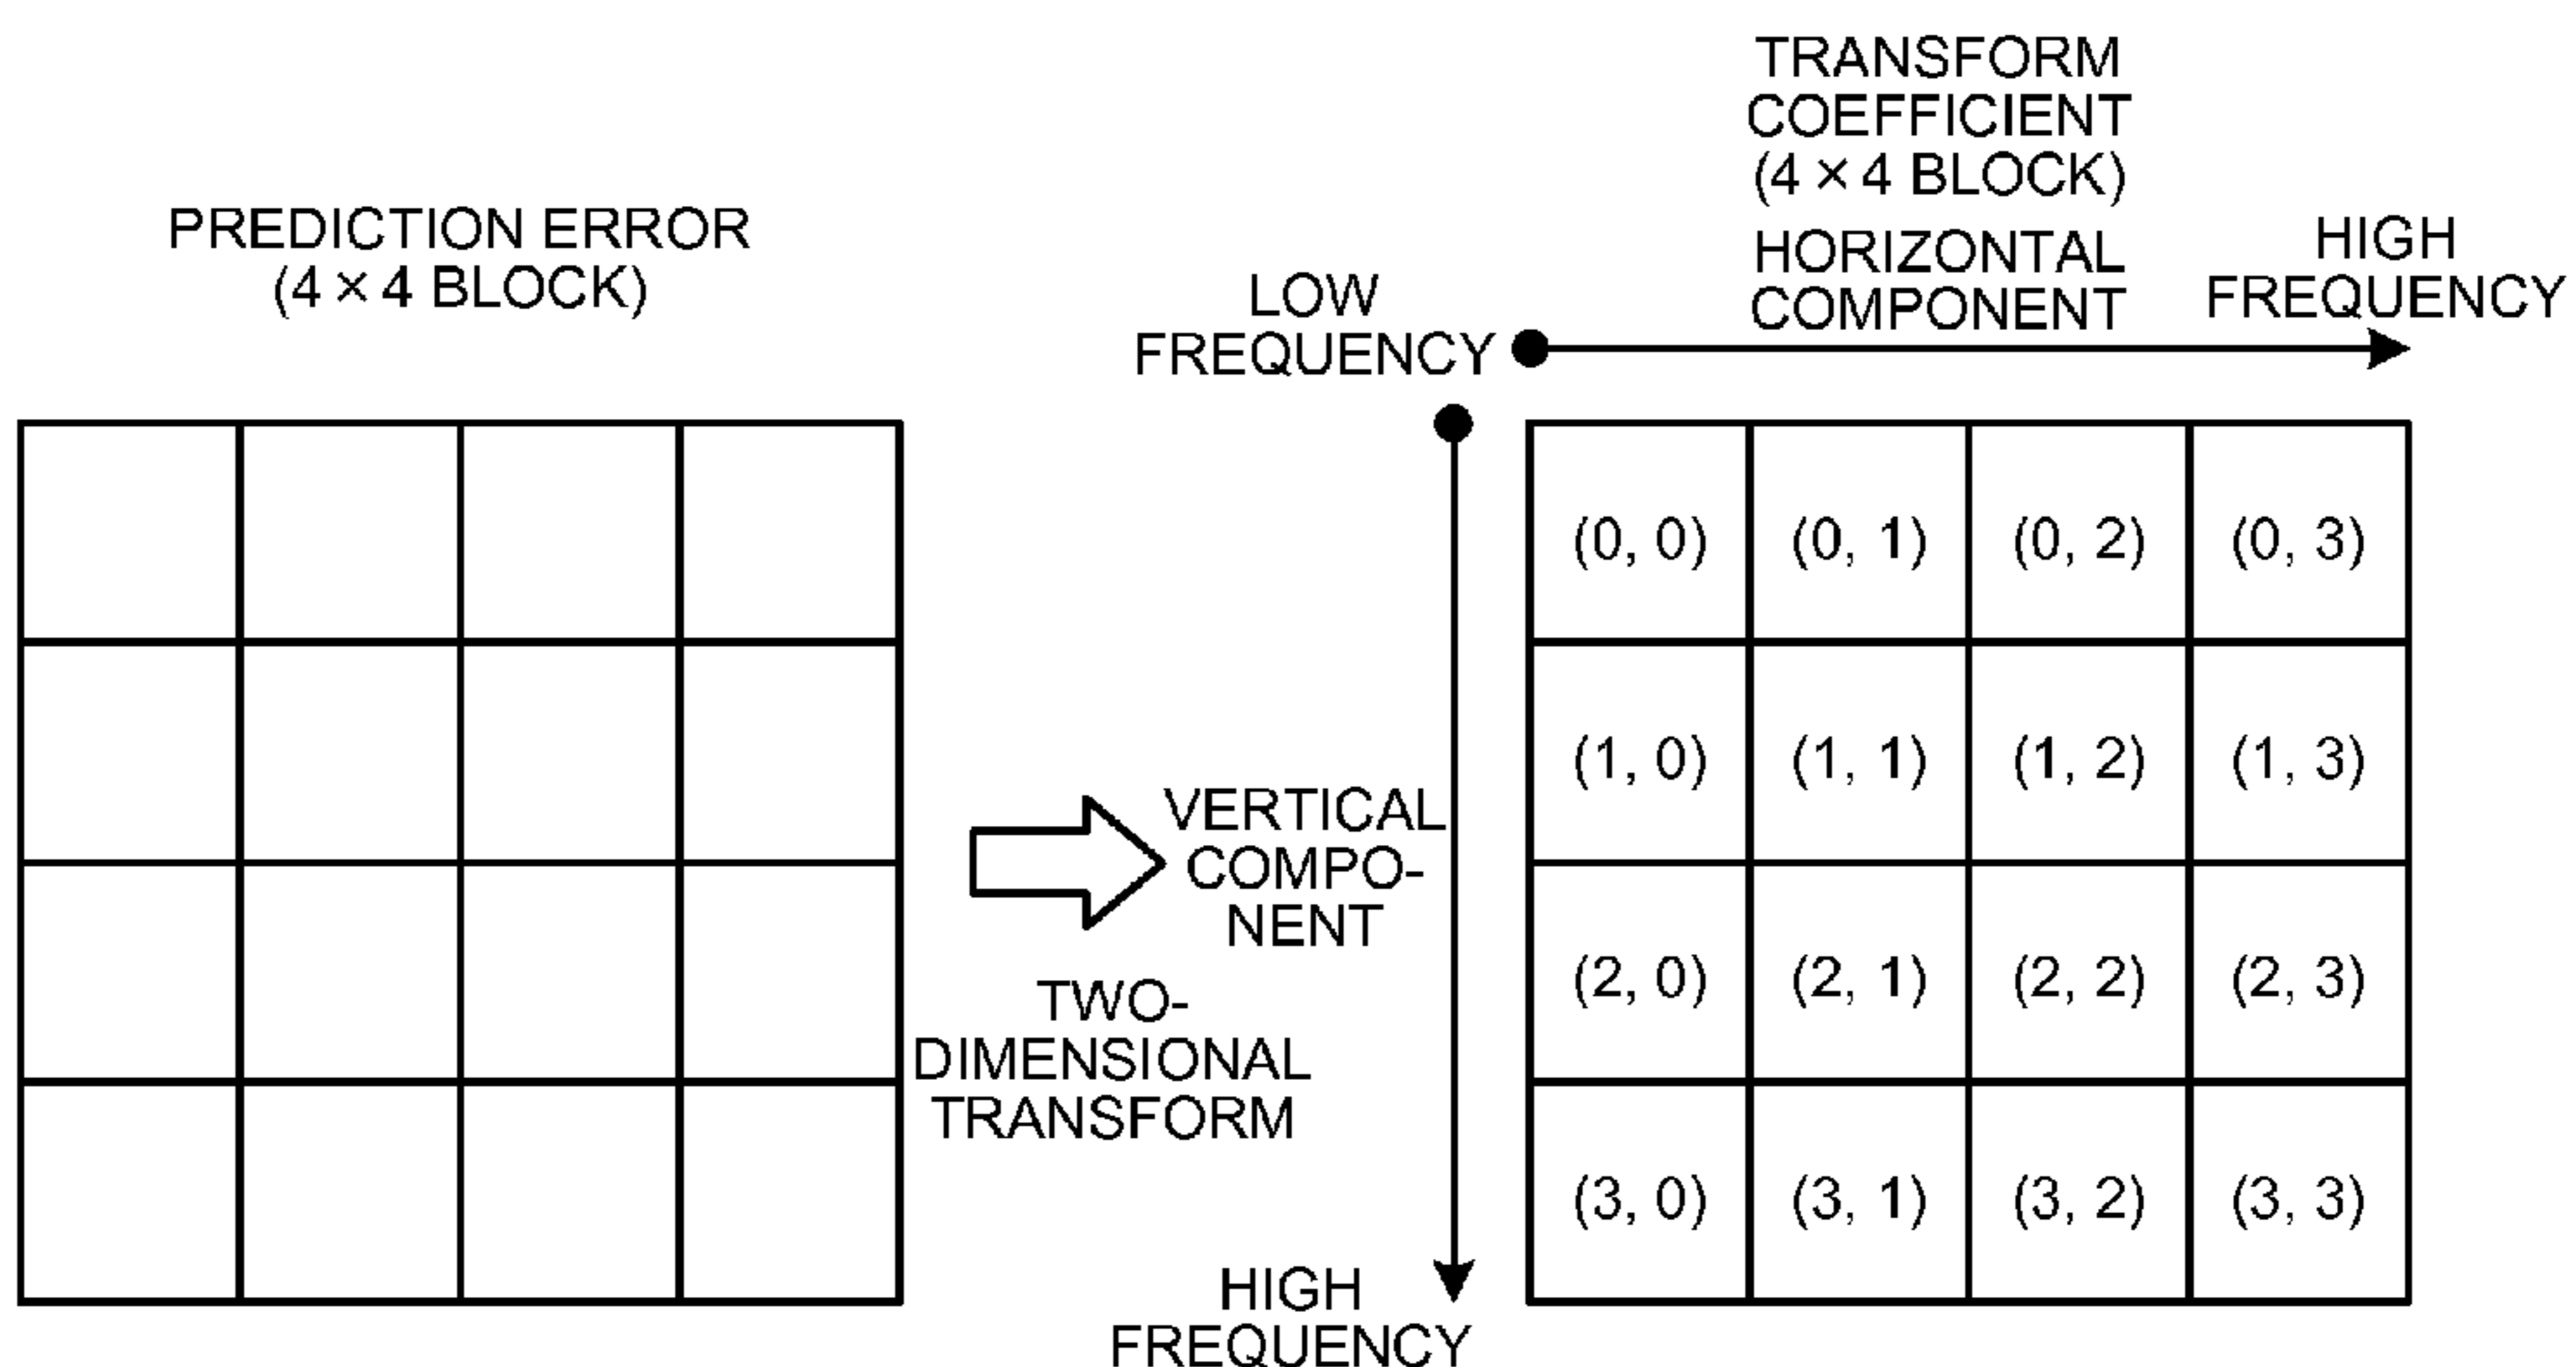 PREDICTION ERROR
(4 × 4 BLOCK)
TRANSFORM
COEFFICIENT
(4 × 4 BLOCK)
HORIZONTAL
COMPONENT
LOW
FREQUENCY
HIGH
FREQUENCY
VERTICAL
COMPO-
NENT
TWO-
DIMENSIONAL
TRANSFORM
HIGH
FREQUENCY
(0, 0) (0, 1) (0, 2) (0, 3)
(1, 0) (1, 1) (1, 2) (1, 3)
(2, 0) (2, 1) (2, 2) (2, 3)
(3, 0) (3, 1) (3, 2) (3, 3)